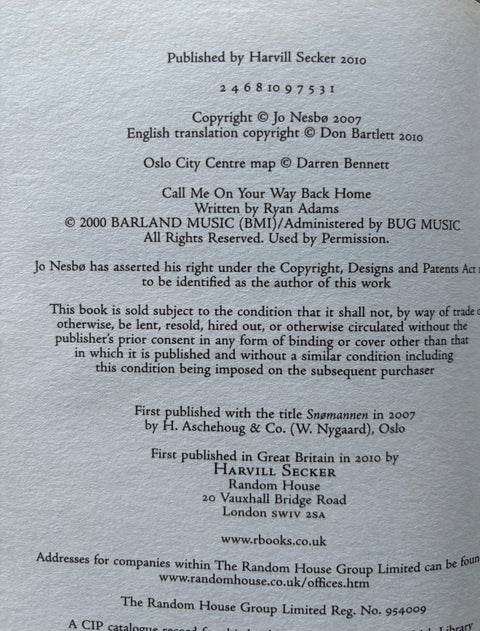 Published by Harvill Secker 2010
2 4 6 8 10 9 7 5 3 1
Copyright © Jo Nesbø 2007
English translation copyright © Don Bartlett 2010
Oslo City Centre map © Darren Bennett
Call Me On Your Way Back Home
Written by Ryan Adams
© 2000 BARLAND MUSIC (BMI)/Administered by BUG MUSIC
All Rights Reserved. Used by Permission.
Jo Nesbø has asserted his right under the Copyright, Designs and Patents Act
to be identified as the author of this work
This book is sold subject to the condition that it shall not, by way of trade
otherwise, be lent, resold, hired out, or otherwise circulated without the
publisher's prior consent in any form of binding or cover other than that
in which it is published and without a similar condition including
this condition being imposed on the subsequent purchaser
First published with the title Snømannen in 2007
by H. Aschehoug & Co. (W. Nygaard), Oslo
First published in Great Britain in 2010 by
HARVILL SECKER
Random House
20 Vauxhall Bridge Road
London SW1V 2SA
www.rbooks.co.uk
Addresses for companies within The Random House Group Limited can be foun
www.randomhouse.co.uk/offices.htm
The Random House Group Limited Reg. No. 954009
A CIP catalogue record for this Library